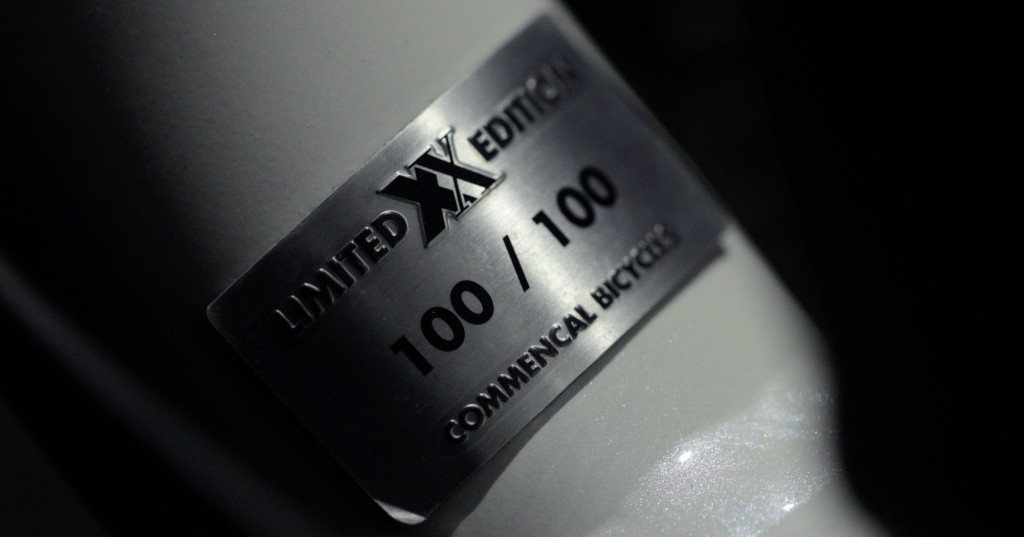 LIMITED XX EDITION
100 / 100
COMMENCAL BICYCLES